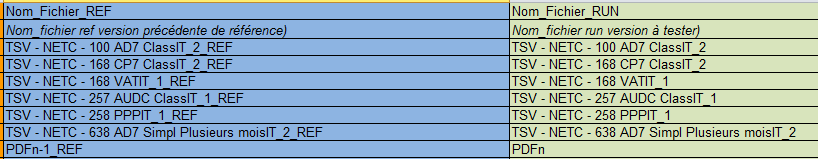 Nom_Fichier_REF Nom_Fichier_RUN
Nom_fichier ref version précédente de référence) Nom_fichier run version à tester)
TSV - NETC - 100 AD7 ClassIT_2_REF TSV - NETC - 100 AD7 ClassIT_2
TSV - NETC - 168 CP7 ClassIT_2_REF TSV - NETC - 168 CP7 ClassIT_2
TSV - NETC - 168 VATIT_1_REF TSV - NETC - 168 VATIT_1
TSV - NETC - 257 AUDC ClassIT_1_REF TSV - NETC - 257 AUDC ClassIT_1
TSV - NETC - 258 PPPIT_1_REF TSV - NETC - 258 PPPIT_1
TSV - NETC - 638 AD7 Simpl Plusieurs moisIT_2_REF TSV - NETC - 638 AD7 Simpl Plusieurs moisIT_2
PDFn-1_REF PDFn